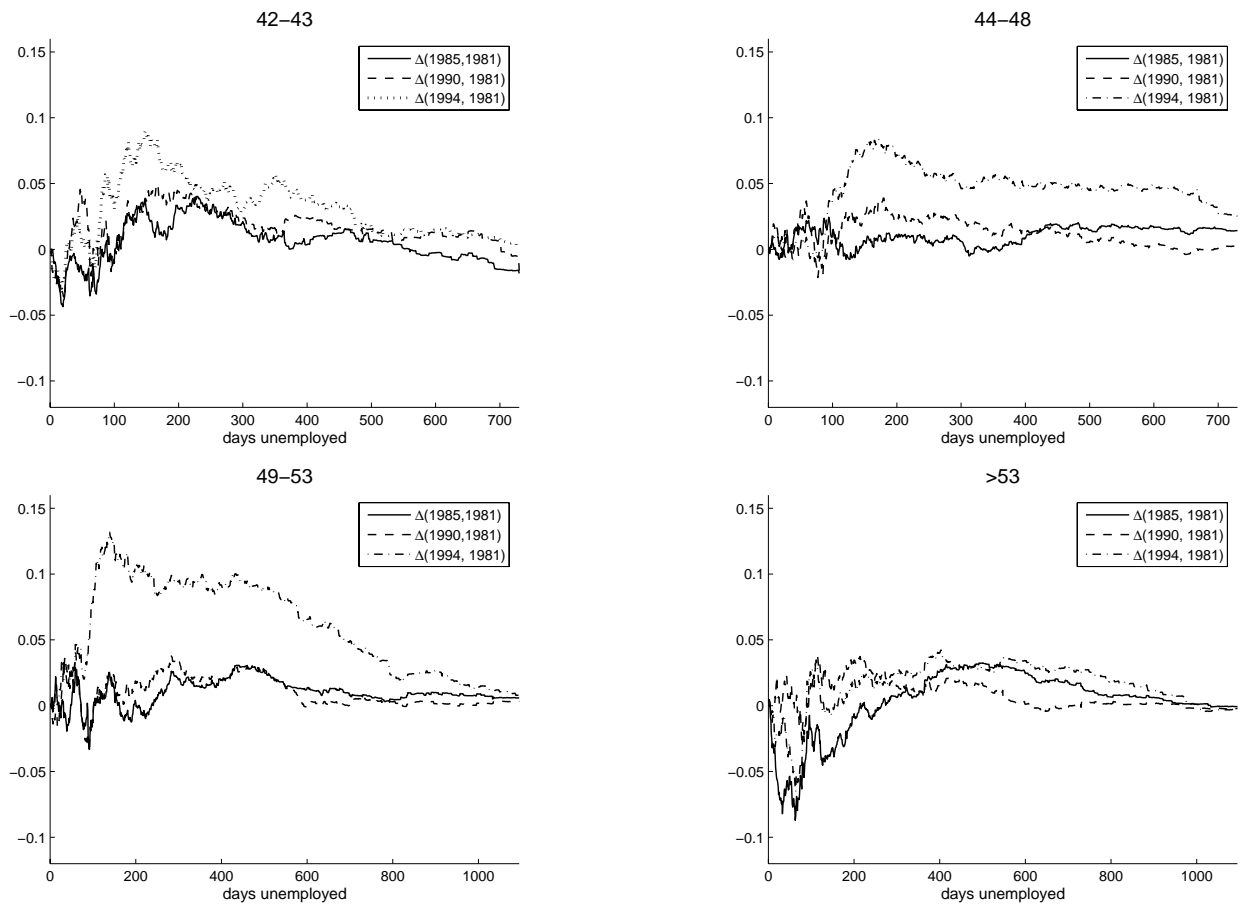 42–43
0.15
0.1
0.05
0
−0.05
−0.1
Δ(1985,1981)
Δ(1990, 1981)
Δ(1994, 1981)
0 100 200 300 400 500 600 700
days unemployed
44–48
0.15
0.1
0.05
0
−0.05
−0.1
Δ(1985, 1981)
Δ(1990, 1981)
Δ(1994, 1981)
0 100 200 300 400 500 600 700
days unemployed
49–53
0.15
0.1
0.05
0
−0.05
−0.1
Δ(1985,1981)
Δ(1990,1981)
Δ(1994, 1981)
0 200 400 600 800 1000
days unemployed
>53
0.15
0.1
0.05
0
−0.05
−0.1
Δ(1985, 1981)
Δ(1990, 1981)
Δ(1994, 1981)
0 200 400 600 800 1000
days unemployed